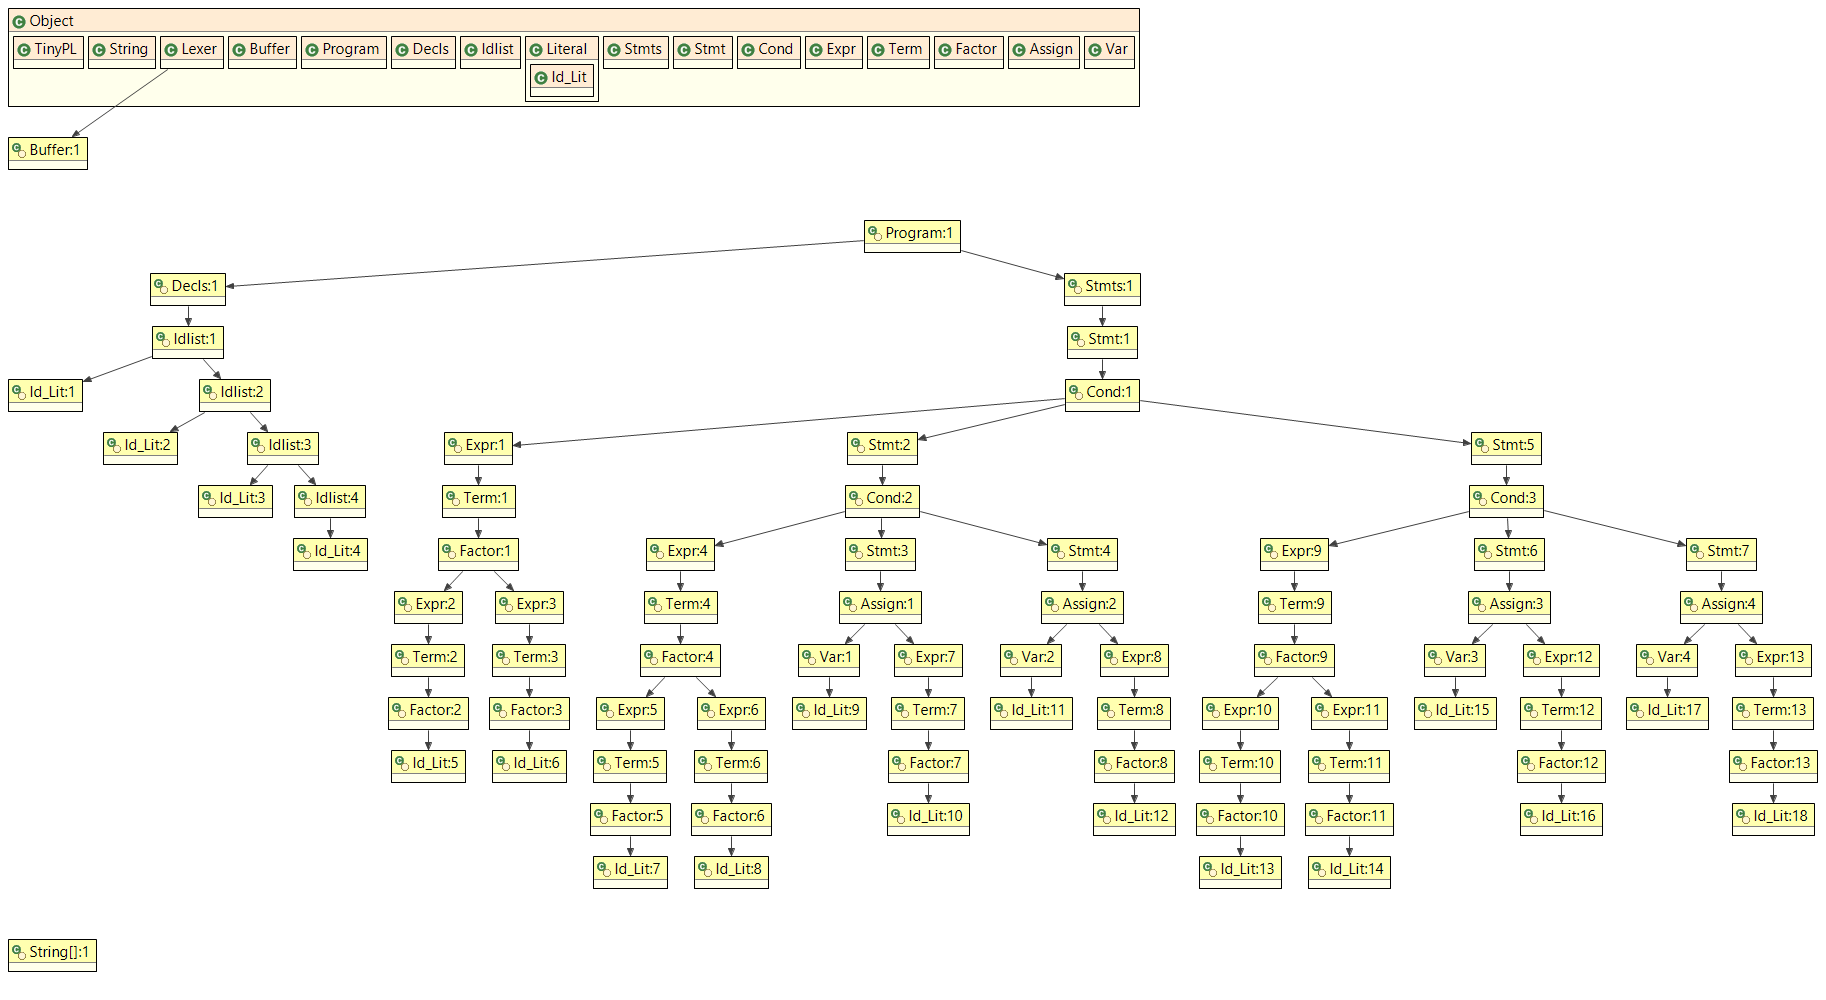 Object
TinyPL String Lexer Buffer Program Decls Idlist Literal Stmts Stmt Cond Expr Term Factor Assign Var
Id_Lit
Buffer:1
Program:1
Decls:1 Stmts:1
Idlist:1 Stmt:1
Id_Lit:1 Idlist:2 Cond:1
Id_Lit:2 Idlist:3 Expr:1 Stmt:2 Stmt:5
Id_Lit:3 Idlist:4 Term:1 Cond:2 Cond:3
Id_Lit:4 Factor:1 Expr:4 Stmt:3 Stmt:4 Expr:9 Stmt:6 Stmt:7
Expr:2 Expr:3 Term:4 Assign:1 Assign:2 Term:9 Assign:3 Assign:4
Term:2 Term:3 Factor:4 Var:1 Expr:7 Var:2 Expr:8 Factor:9 Var:3 Expr:12 Var:4 Expr:13
Factor:2 Factor:3 Expr:5 Expr:6 Id_Lit:9 Term:7 Id_Lit:11 Term:8 Expr:10 Expr:11 Id_Lit:15 Term:12 Id_Lit:17 Term:13
Id_Lit:5 Id_Lit:6 Term:5 Term:6 Factor:7 Factor:8 Term:10 Term:11 Factor:12 Factor:13
Factor:5 Factor:6 Id_Lit:10 Id_Lit:12 Factor:10 Factor:11 Id_Lit:16 Id_Lit:18
Id_Lit:7 Id_Lit:8 Id_Lit:13 Id_Lit:14
String[]:1